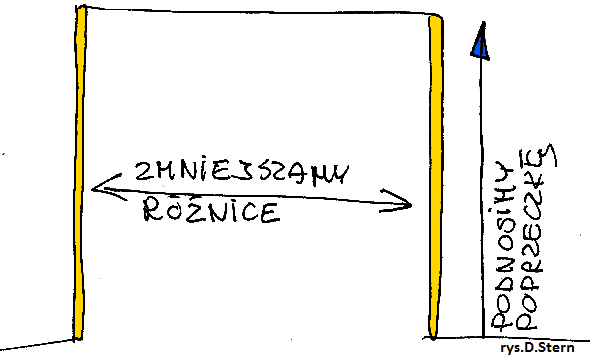 ZMNIEJSZAMY
RÓŻNICE
PODNOSIMY
POPRZECZKĘ
rys.D.Stern